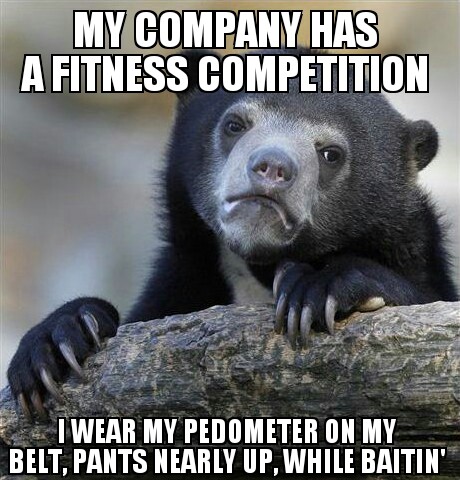 MY COMPANY HAS
A FITNESS COMPETITION
I WEAR MY PEDOMETER ON MY
BELT, PANTS NEARLY UP, WHILE BAITIN'